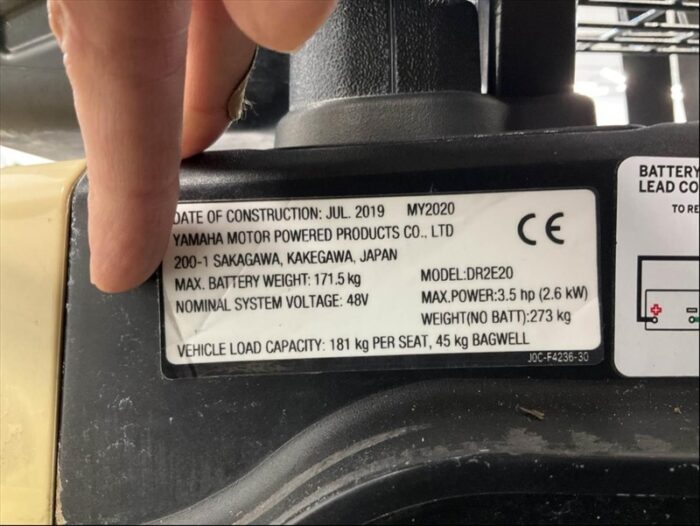 DATE OF CONSTRUCTION: JUL. 2019 MY2020
YAMAHA MOTOR POWERED PRODUCTS CO., LTD
200-1 SAKAGAWA, KAKEGAWA, JAPAN
CE
MAX. BATTERY WEIGHT: 171.5 kg MODEL:DR2E20
NOMINAL SYSTEM VOLTAGE: 48V MAX.POWER:3.5 hp (2.6 kW)
WEIGHT(NO BATT):273 kg
VEHICLE LOAD CAPACITY: 181 kg PER SEAT, 45 kg BAGWELL
J0C-F4236-30
BATTERY
LEAD CO
TO RE
+ -